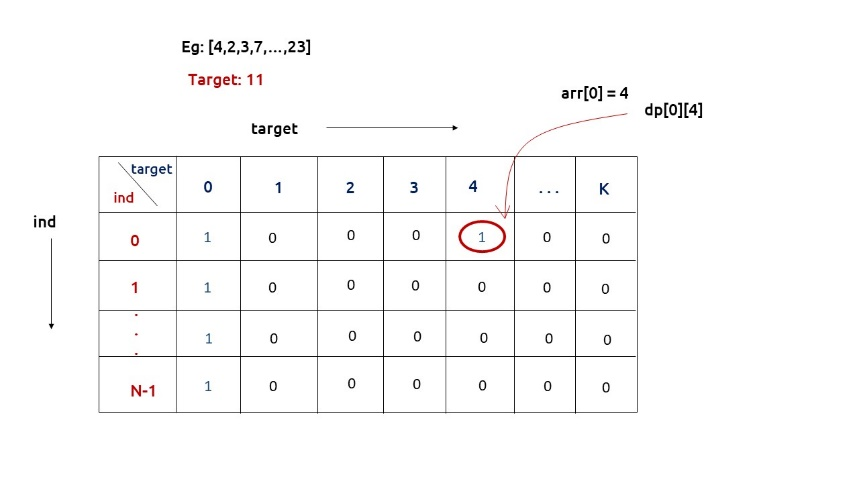 Eg: [4,2,3,7,...,23]
Target: 11
arr[0] = 4
dp[0][4]
target
target
ind
0 1 2 3 4 ... K
ind
0 1 0 0 0 1 0 0
1 1 0 0 0 0 0 0
. . . 1 0 0 0 0 0 0
N-1 1 0 0 0 0 0 0